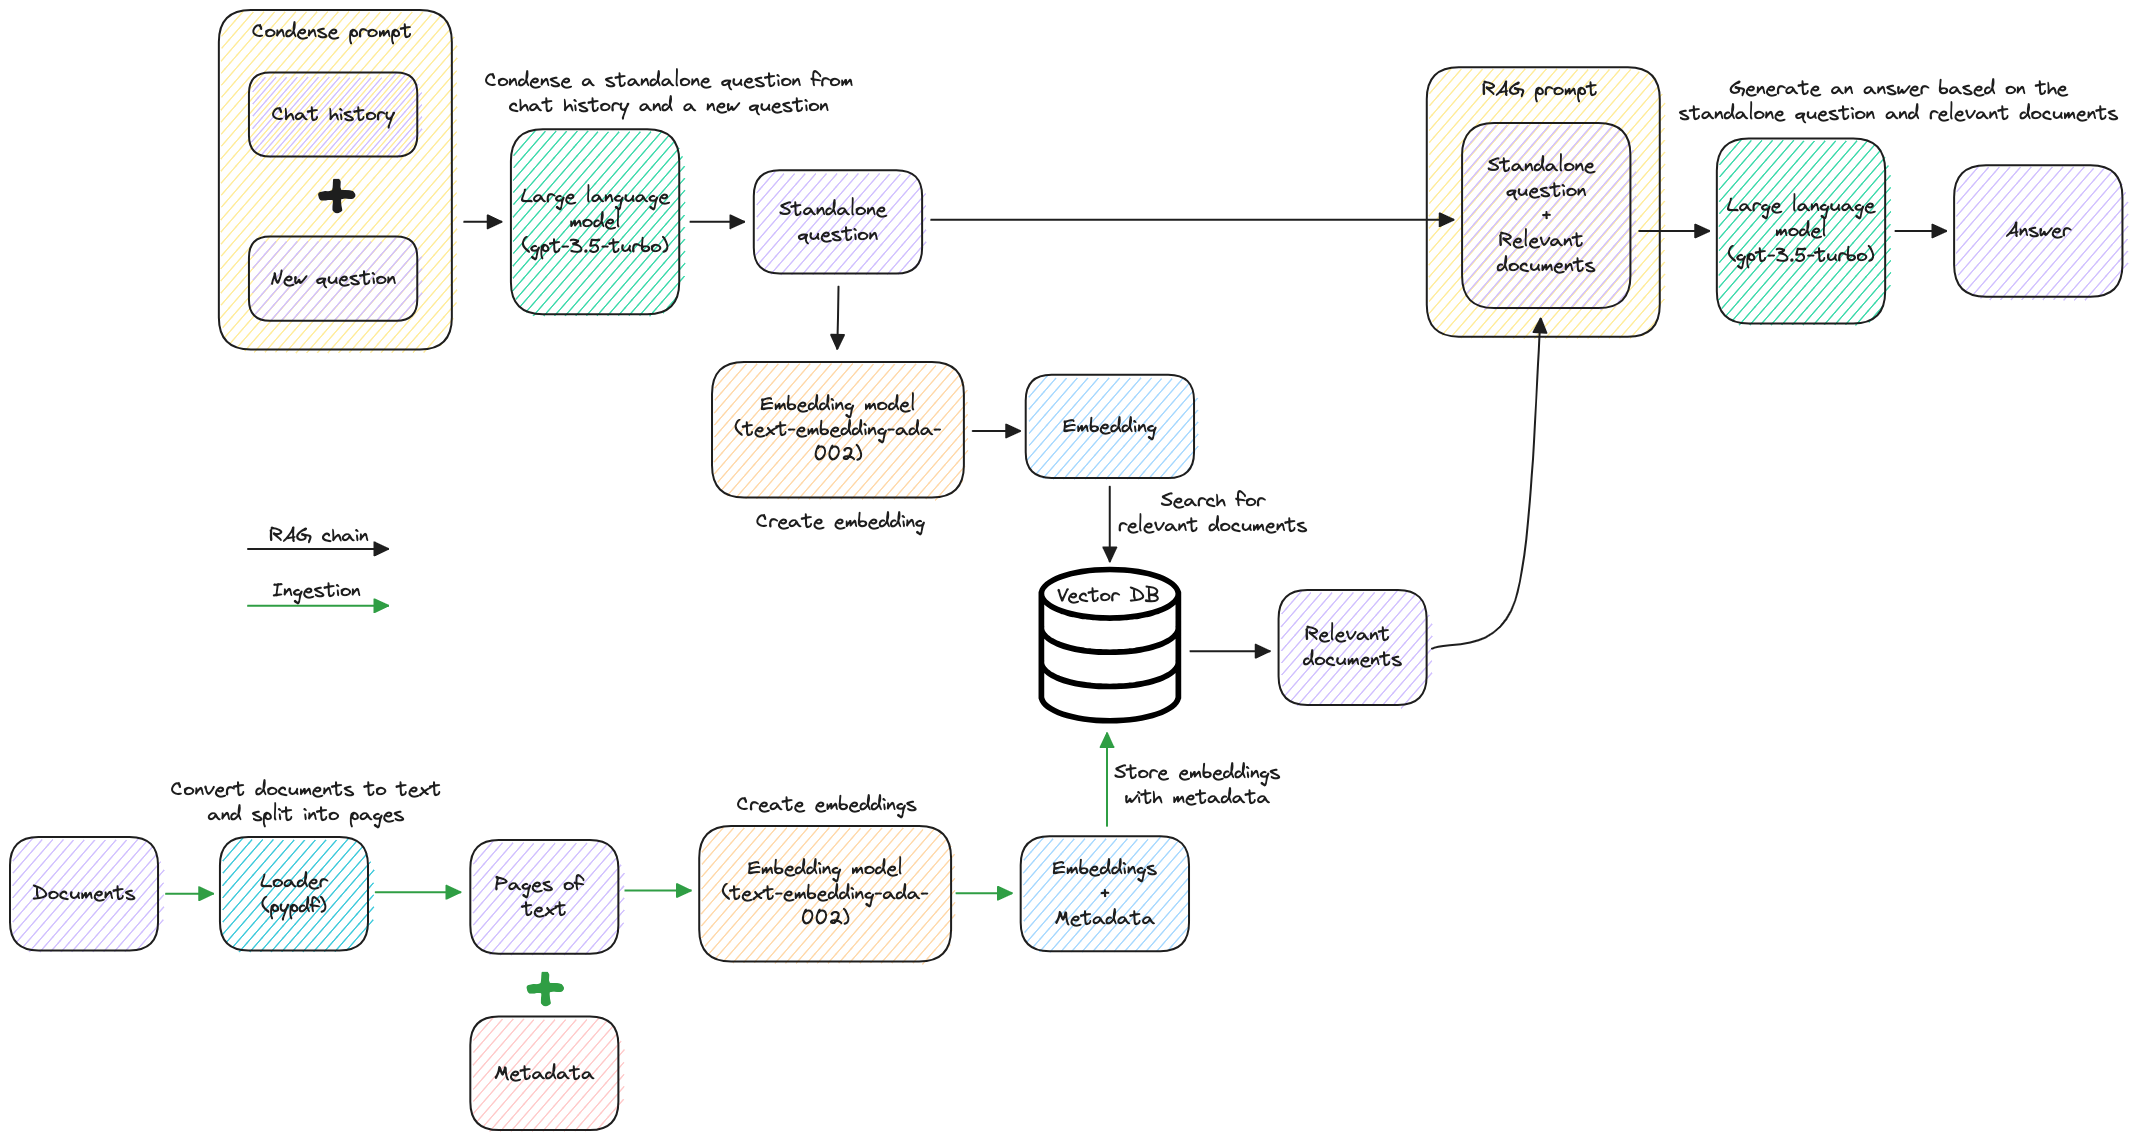 Condense prompt
Chat history
New question
Condense a standalone question from
chat history and a new question
Large language
model
(gpt-3.5-turbo)
Standalone
question
RAG prompt
Standalone
question
+
Relevant
documents
Generate an answer based on the
standalone question and relevant documents
Large language
model
(gpt-3.5-turbo)
Answer
Embedding model
(text-embedding-ada-
002)
Create embedding
Embedding
Search for
relevant documents
RAG chain
Ingestion
Vector DB
Relevant
documents
Store embeddings
with metadata
Convert documents to text
and split into pages
Documents
Loader
(pypdf)
Pages of
text
Metadata
Create embeddings
Embedding model
(text-embedding-ada-
002)
Embeddings
+
Metadata